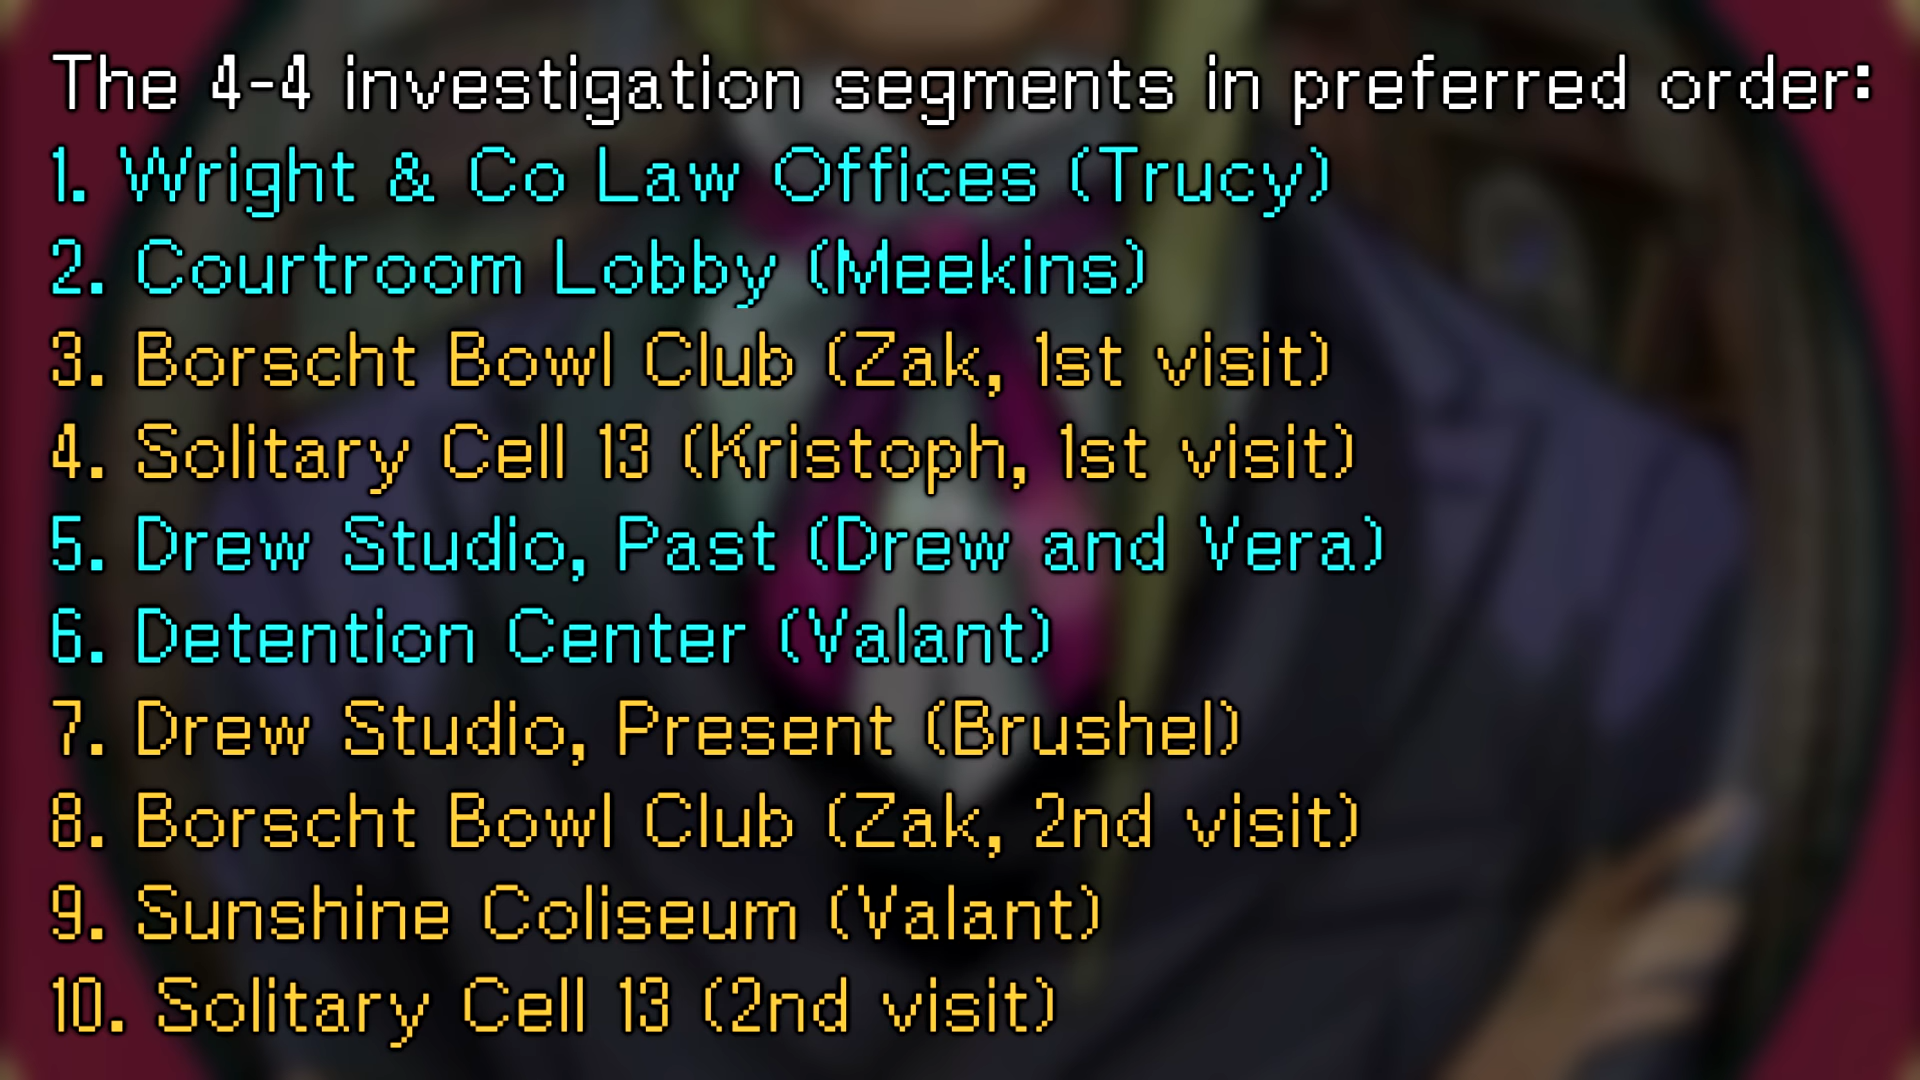 The 4-4 investigation segments in preferred order:
1. Wright & Co Law Offices (Trucy)
2. Courtroom Lobby (Meekins)
3. Borscht Bowl Club (Zak, 1st visit)
4. Solitary Cell 13 (Kristoph, 1st visit)
5. Drew Studio, Past (Drew and Vera)
6. Detention Center (Valant)
7. Drew Studio, Present (Brushel)
8. Borscht Bowl Club (Zak, 2nd visit)
9. Sunshine Coliseum (Valant)
10. Solitary Cell 13 (2nd visit)